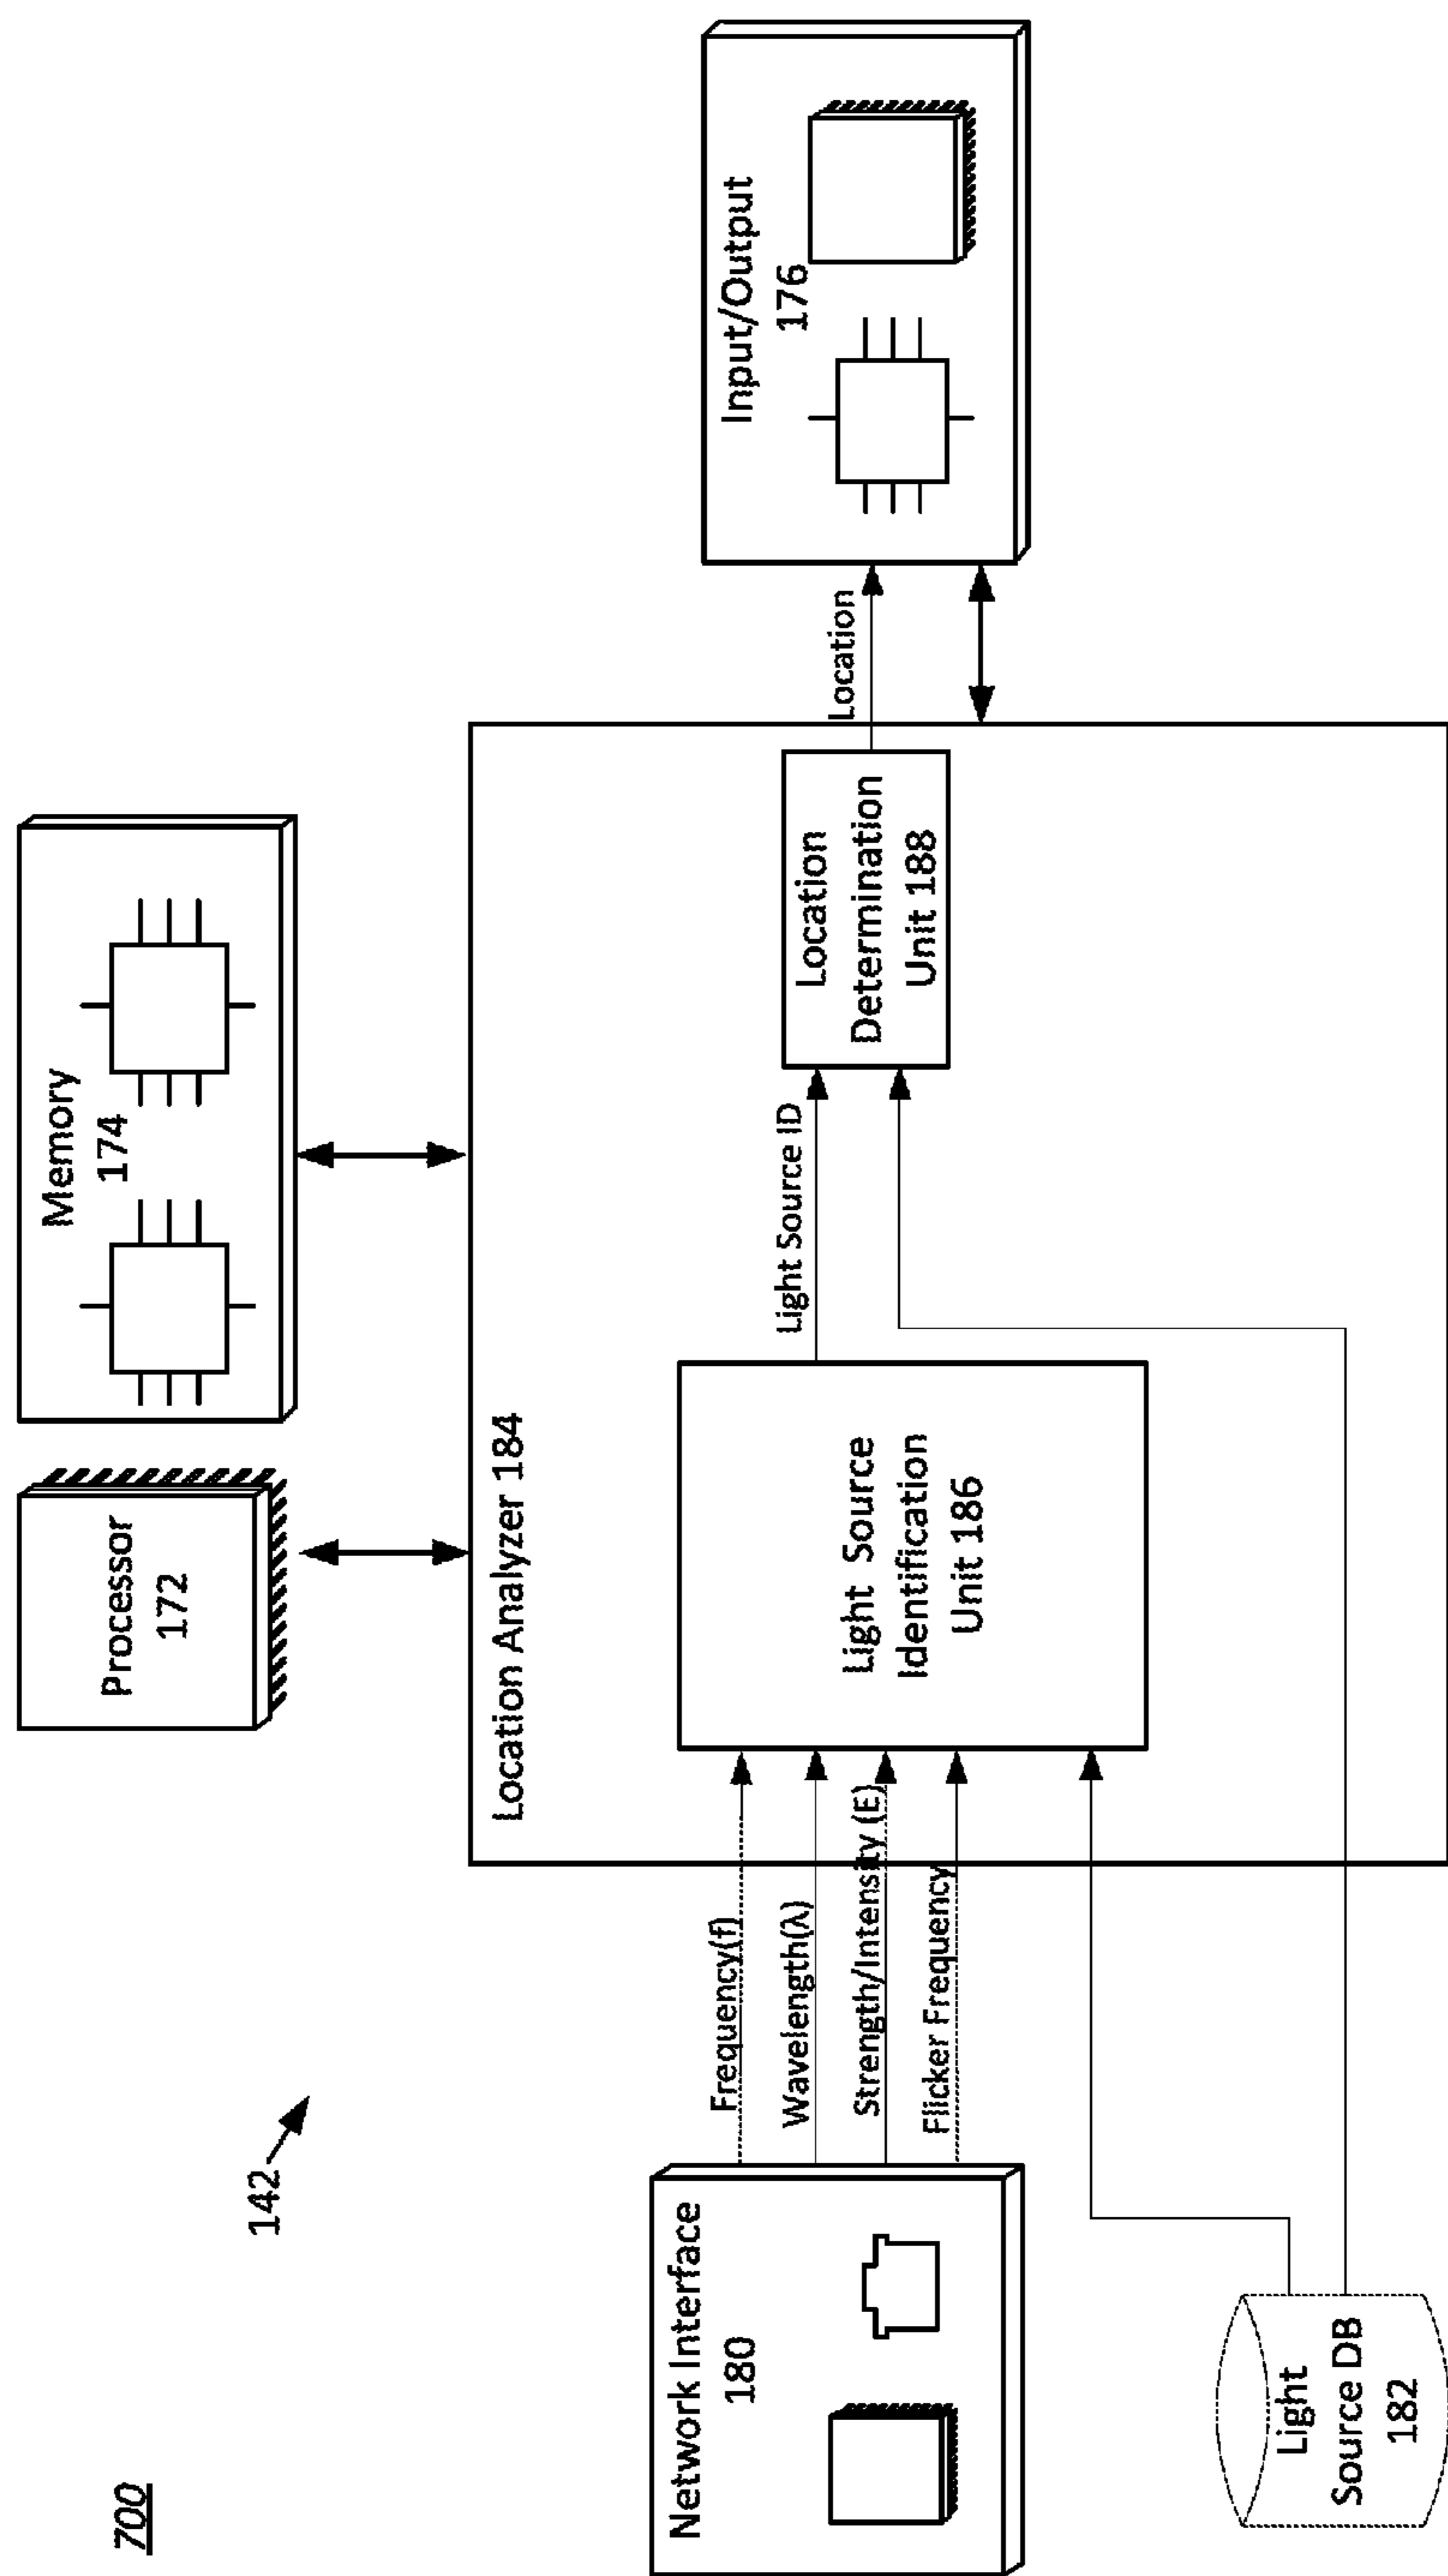 700
142
Processor
172
Memory
174
Network Interface
180
Frequency(f)
Wavelength(λ)
Strength/Intensity (E)
Flicker Frequency
Location Analyzer 184
Light Source
Identification
Unit 186
Light Source ID
Location
Determination
Unit 188
Location
Input/Output
176
Light
Source DB
182